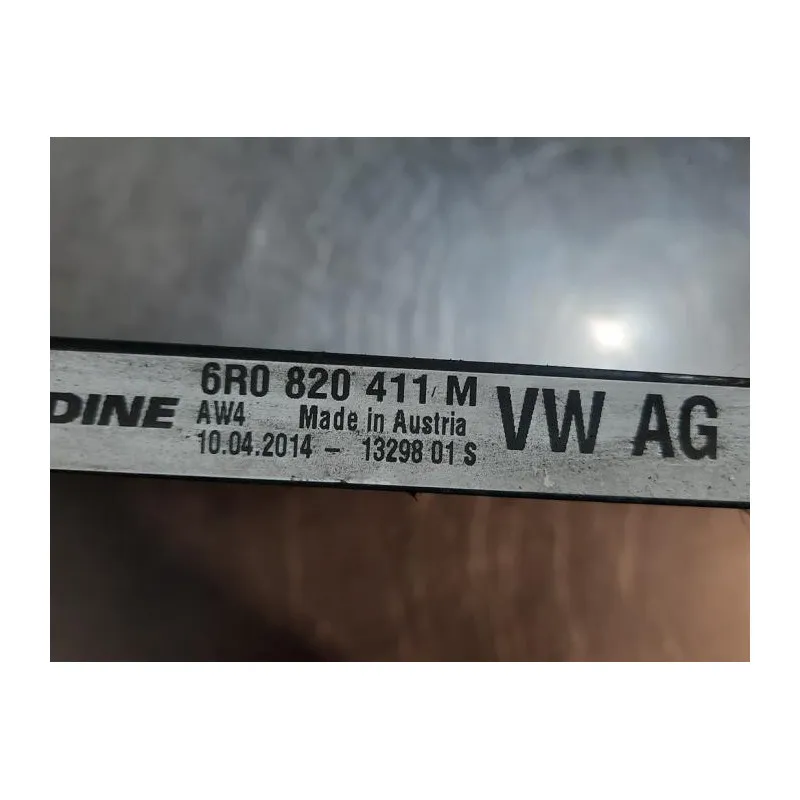 DINE
6R0 820 411 M
AW4 Made in Austria
10.04.2014 - 13298 01 S
VW AG